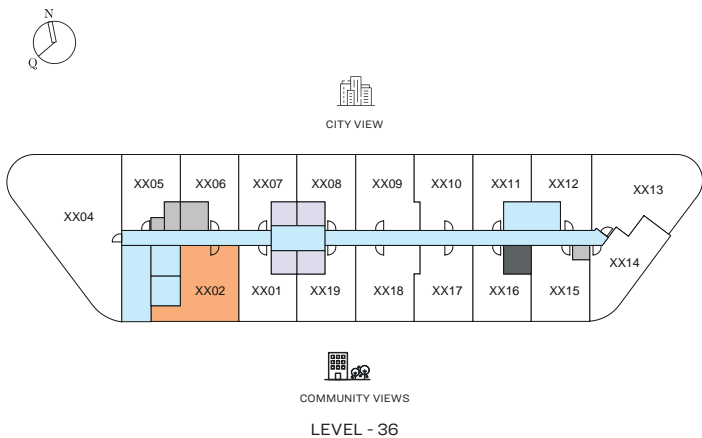 N
Q
CITY VIEW
XX05 XX06 XX07 XX08 XX09 XX10 XX11 XX12 XX13
XX04
XX14
XX02 XX01 XX19 XX18 XX17 XX16 XX15
COMMUNITY VIEWS
LEVEL - 36